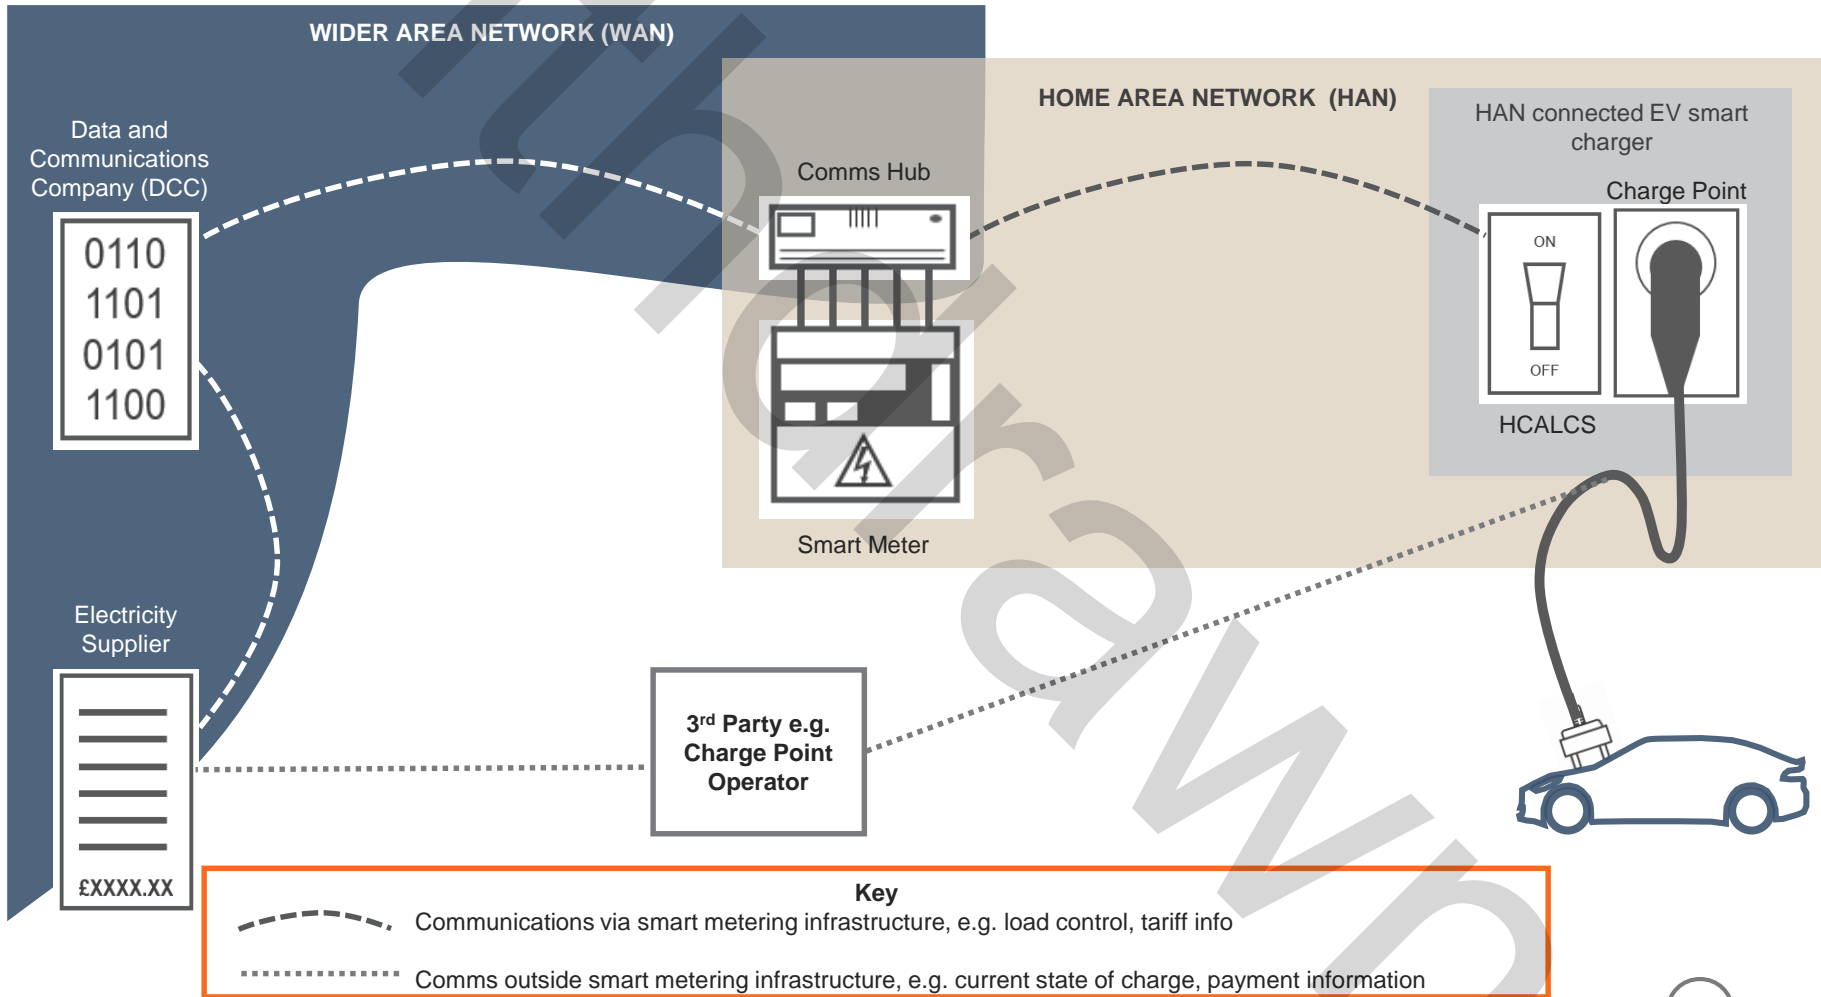 WIDER AREA NETWORK (WAN)
HOME AREA NETWORK (HAN)
Data and
Communications
Company (DCC)
0110
1101
0101
1100
Comms Hub
HAN connected EV smart
charger
Charge Point
ON
OFF
HCALCS
Smart Meter
Electricity
Supplier
£XXXX.XX
3rd Party e.g.
Charge Point
Operator
Key
Communications via smart metering infrastructure, e.g. load control, tariff info
Comms outside smart metering infrastructure, e.g. current state of charge, payment information
thdrawn